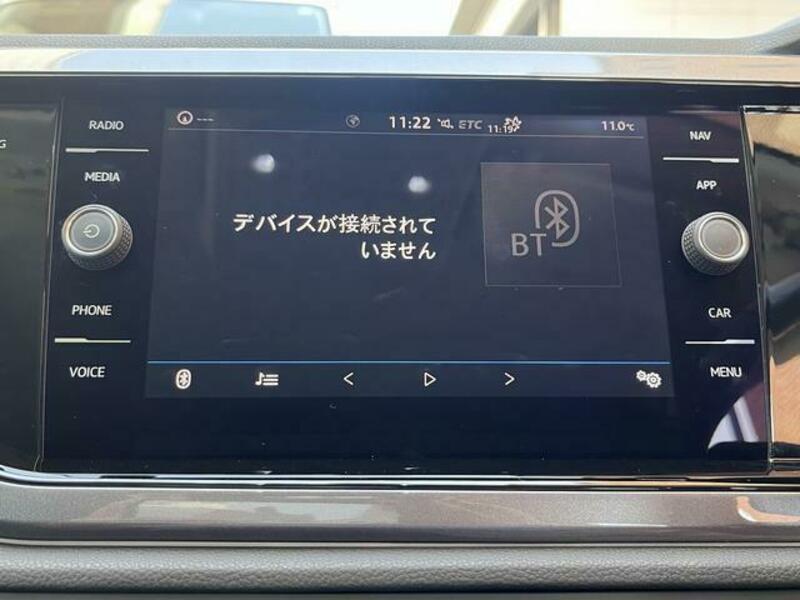 G
RADIO
MEDIA
PHONE
VOICE
---
11:22
ETC
11:19
11.0℃
デバイスが接続されて
いません
BT
NAV
APP
CAR
MENU